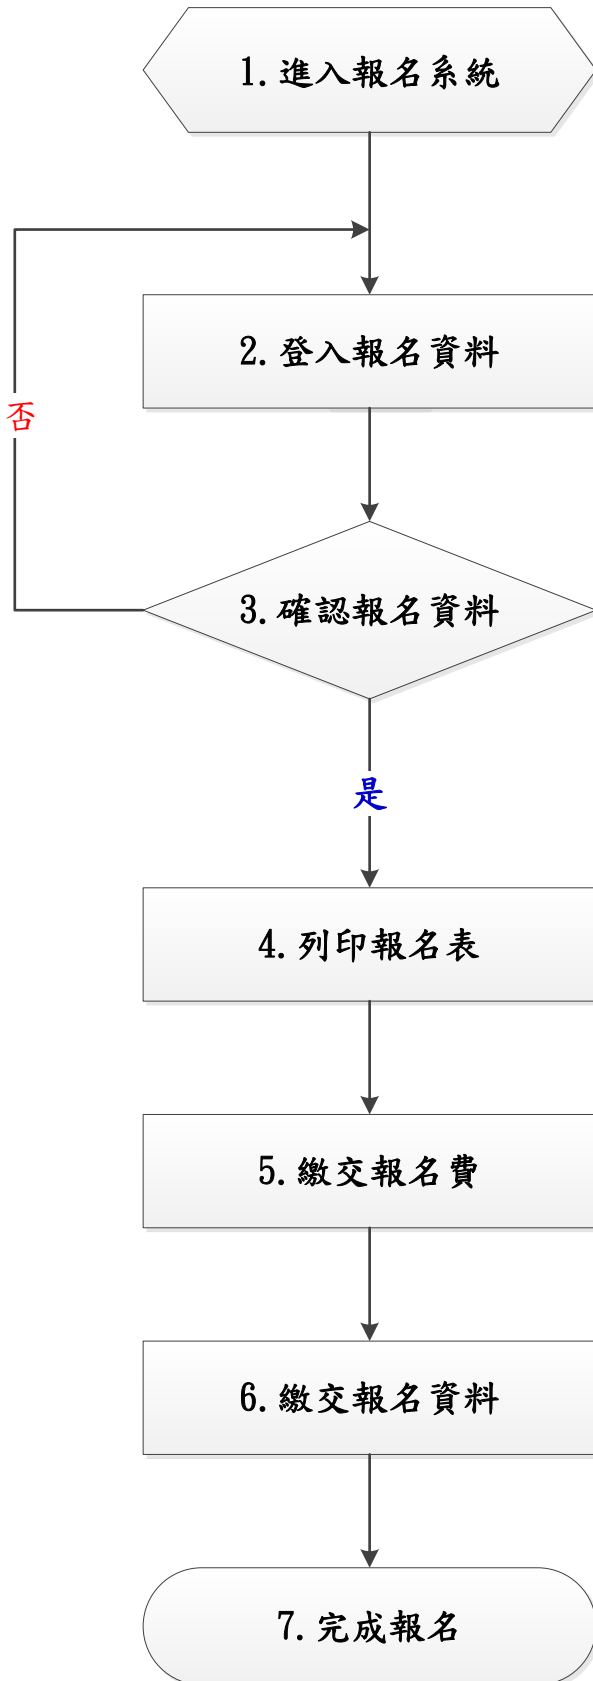 1. 進入報名系統
2. 登入報名資料
否
3. 確認報名資料
是
4. 列印報名表
5. 繳交報名費
6. 繳交報名資料
7. 完成報名